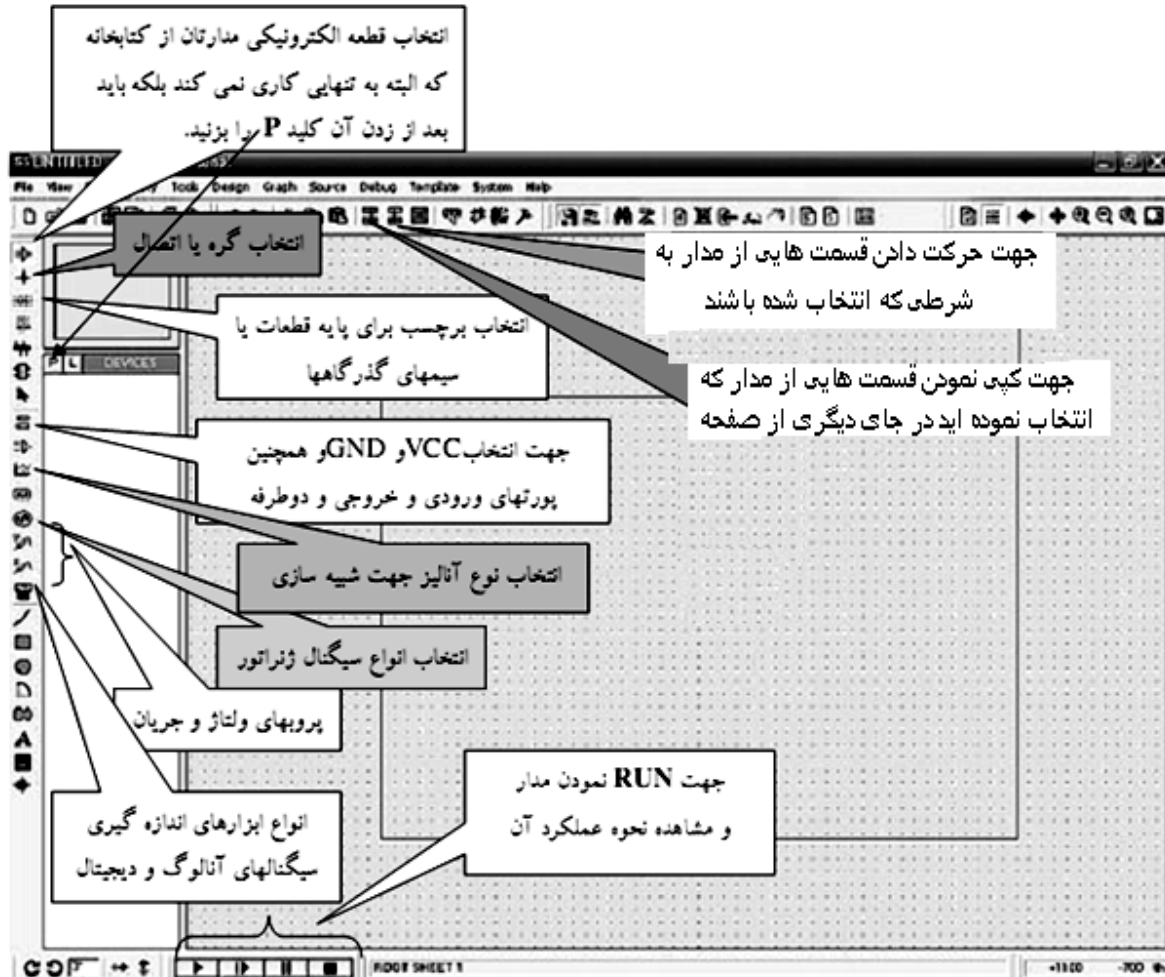 انتخاب قطعه الکترونیکی مدارتان از کتابخانه
که البته به تنهایی کاری نمی کند بلکه باید
بعد از زدن آن کلید P را بزنید.
UNTITLED
File View Tools Design Graph Source Debug Template System Help
انتخاب گره یا اتصال
جهت حرکت دادن قسمت هایی از مدار به
شرطی که انتخاب شده باشند
انتخاب برچسب برای پایه قطعات یا
سیمهای گذرگاهها
P L DEVICES
جهت کپی نمودن قسمت هایی از مدار که
انتخاب نموده اید در جای دیگری از صفحه
جهت انتخابVCCو GNDو همچنین
پورتهای ورودی و خروجی و دوطرفه
انتخاب نوع آنالیز جهت شبیه سازی
انتخاب انواع سیگنال ژنراتور
پروبهای ولتاژ و جریان
جهت RUN نمودن مدار
و مشاهده نحوه عملکرد آن
انواع ابزارهای اندازه گیری
سیگنالهای آنالوگ و دیجیتال
ROOT SHEET 1
+1100 -700